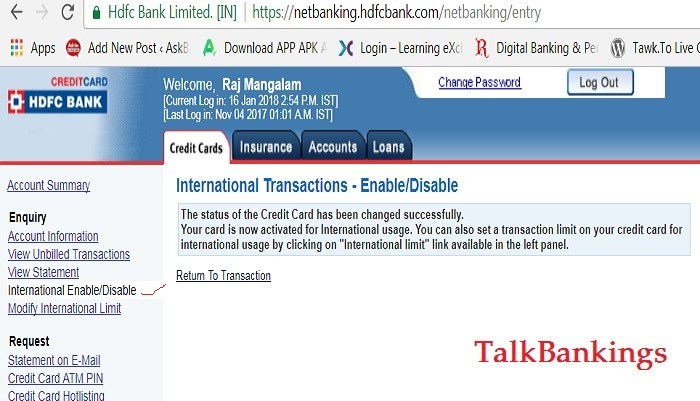 Hdfc Bank Limited. [IN] | https://netbanking.hdfcbank.com/netbanking/entry
Apps Add New Post ‹ AskB Download APP APK Login – Learning eXcl Digital Banking & Pe Tawk.To Live C
CREDITCARD
HDFC BANK
Welcome, Raj Mangalam
[Current Log in: 16 Jan 2018 2:54 P.M. IST]
[Last Log in: Nov 04 2017 01:01 A.M. IST]
Change Password Log Out
Credit Cards Insurance Accounts Loans
Account Summary
Enquiry
Account Information
View Unbilled Transactions
View Statement
International Enable/Disable
Modify International Limit
Request
Statement on E-Mail
Credit Card ATM PIN
Credit Card Hotlisting
International Transactions - Enable/Disable
The status of the Credit Card has been changed successfully.
Your card is now activated for International usage. You can also set a transaction limit on your credit card for
international usage by clicking on "International limit" link available in the left panel.
Return To Transaction
TalkBankings